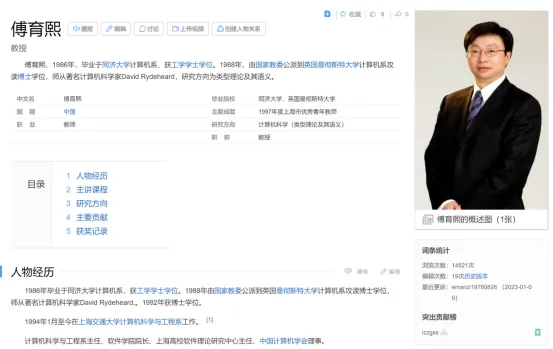 收藏 8 0
傅育熙 播报 编辑 讨论 上传视频 创建人物关系
教授
傅育熙，1986年，毕业于同济大学计算机系，获工学学士学位。1988年，由国家教委公派到英国曼彻斯特大学计算机系攻
读博士学位，师从著名计算机科学家David Rydeheard，研究方向为类型理论及其语义。
中文名 傅育熙 毕业院校 同济大学，英国曼彻斯特大学
国 籍 中国 主要成就 1997年度上海市优秀青年教师
职 业 教师 研究方向 计算机科学（类型理论及其语义）
职 称 教授
目录
1 人物经历
2 主讲课程
3 研究方向
4 主要贡献
5 获奖记录
人物经历 播报 编辑
1986年毕业于同济大学计算机系，获工学学士学位。1988年由国家教委公派到英国曼彻斯特大学计算机系攻读博士学位，
师从著名计算机科学家David Rydeheard.。1992年获博士学位。
1994年1月至今在上海交通大学计算机科学与工程系工作。 [1]
计算机科学与工程系主任、软件学院院长、上海高校软件理论研究中心主任、中国计算机学会理事。
傅育熙的概述图（1张）
词条统计
浏览次数：14521次
编辑次数：19次历史版本
最近更新：emanzi19780826 （2023-01-0
9）
突出贡献榜
lzzgea